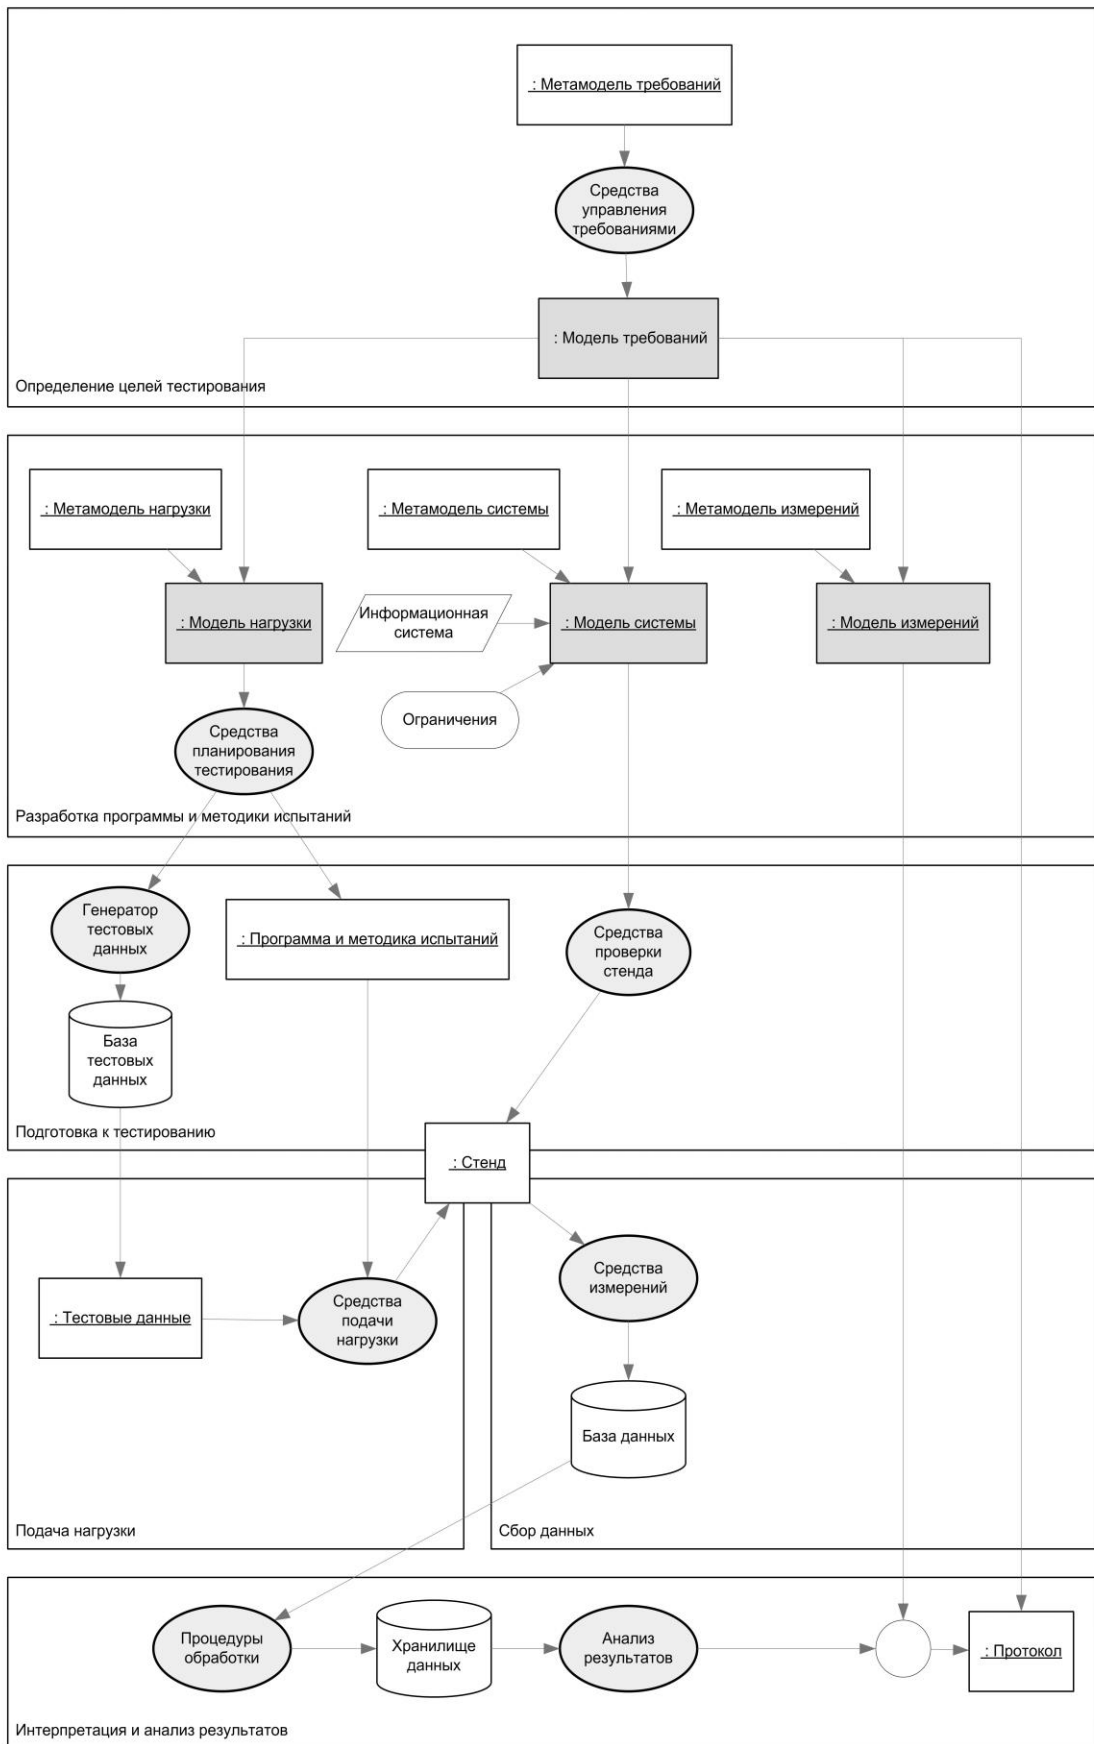 : Метамодель требований
Средства
управления
требованиями
: Модель требований
Определение целей тестирования
: Метамодель нагрузки
: Метамодель системы
: Метамодель измерений
: Модель нагрузки
Информационная
система
: Модель системы
: Модель измерений
Ограничения
Средства
планирования
тестирования
Разработка программы и методики испытаний
Генератор
тестовых
данных
: Программа и методика испытаний
Средства
проверки
стенда
База
тестовых
данных
Подготовка к тестированию
: Стенд
Средства
измерений
: Тестовые данные
Средства
подачи
нагрузки
База данных
Подача нагрузки
Сбор данных
Процедуры
обработки
Хранилище
данных
Анализ
результатов
: Протокол
Интерпретация и анализ результатов